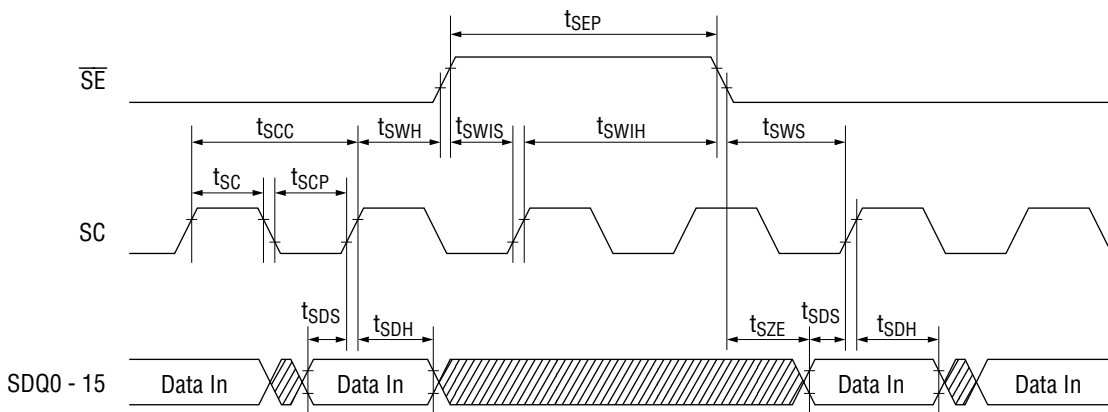 tSEP
SE
tSCC tSWH tSWIS tSWIH tSWS
tSC tSCP
SC
tSDS tSDH tSZE tSDS tSDH
SDQ0 - 15 Data In Data In Data In Data In